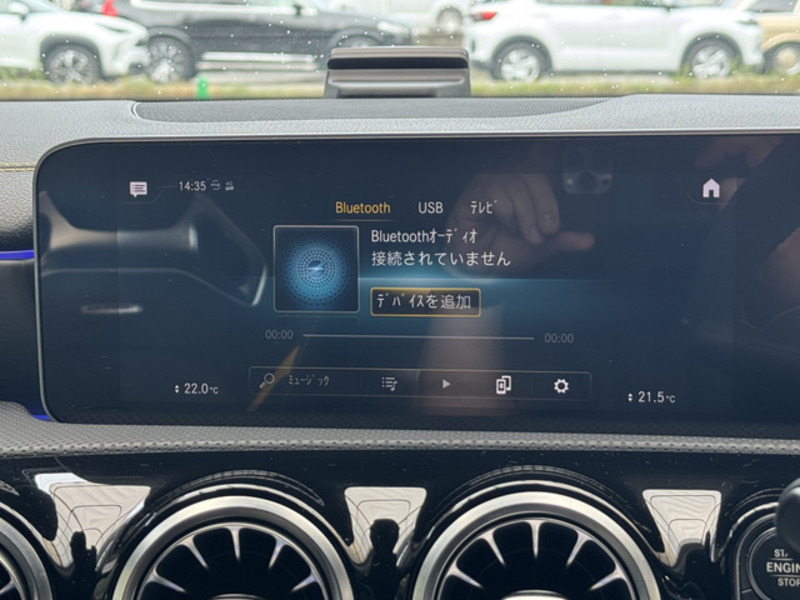 14:35
Bluetooth USB ﾃﾚﾋﾞ
Bluetoothｵｰﾃﾞｨｵ
接続されていません
ﾃﾞﾊﾞｲｽを追加
00:00 00:00
ﾐｭｰｼﾞｯｸ
22.0℃
21.5℃
ENGIN
STOP